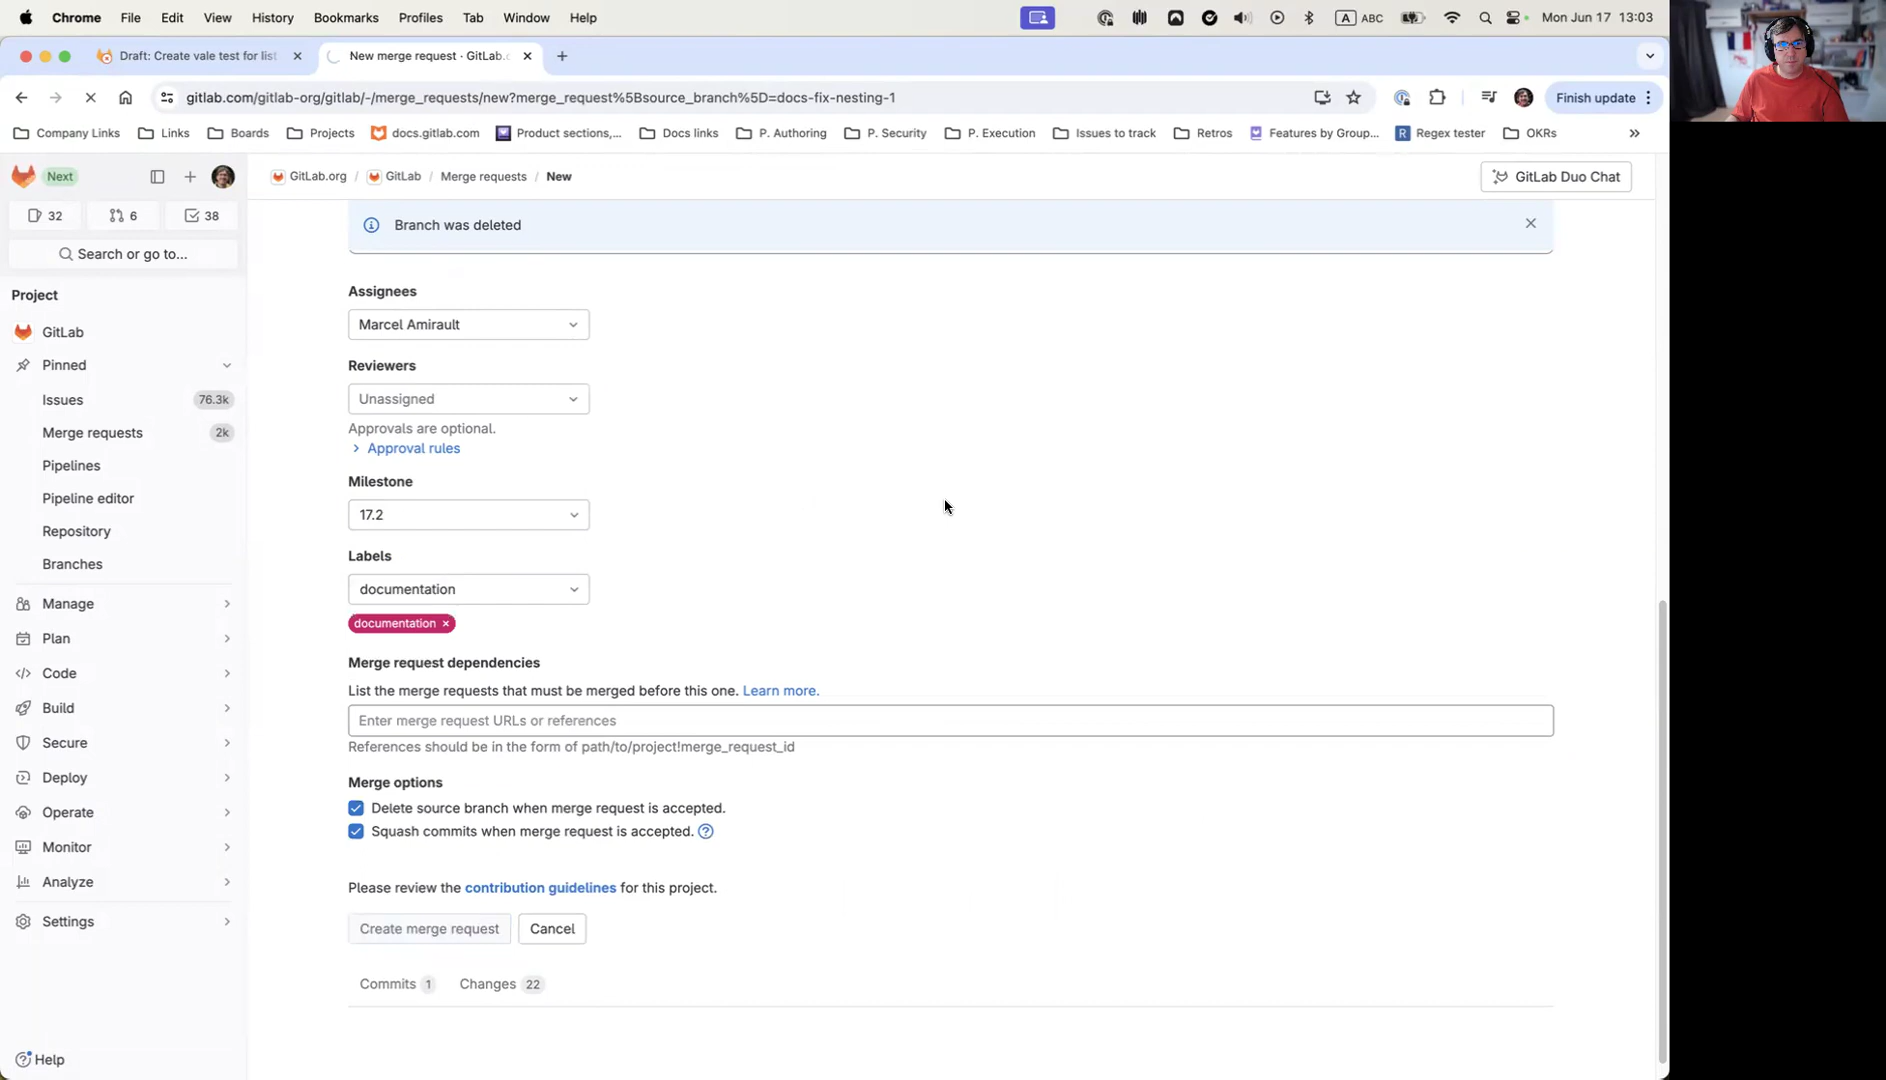 Chrome File Edit View History Bookmarks Profiles Tab Window Help A ABC Mon Jun 17 13:03
Draft: Create vale test for list
New merge request · GitLab.o
gitlab.com/gitlab-org/gitlab/-/merge_requests/new?merge_request%5Bsource_branch%5D=docs-fix-nesting-1
Finish update
Company Links Links Boards Projects docs.gitlab.com Product sections,... Docs links P. Authoring P. Security P. Execution Issues to track Retros Features by Group... R Regex tester OKRs »
Next
GitLab.org / GitLab / Merge requests / New
GitLab Duo Chat
32 6 38
Search or go to...
Project
GitLab
Pinned
Issues 76.3k
Merge requests 2k
Pipelines
Pipeline editor
Repository
Branches
Manage
Plan
Code
Build
Secure
Deploy
Operate
Monitor
Analyze
Settings
Help
Branch was deleted
Assignees
Marcel Amirault
Reviewers
Unassigned
Approvals are optional.
Approval rules
Milestone
17.2
Labels
documentation
documentation ×
Merge request dependencies
List the merge requests that must be merged before this one. Learn more.
Enter merge request URLs or references
References should be in the form of path/to/project!merge_request_id
Merge options
Delete source branch when merge request is accepted.
Squash commits when merge request is accepted. ?
Please review the contribution guidelines for this project.
Create merge request Cancel
Commits 1 Changes 22